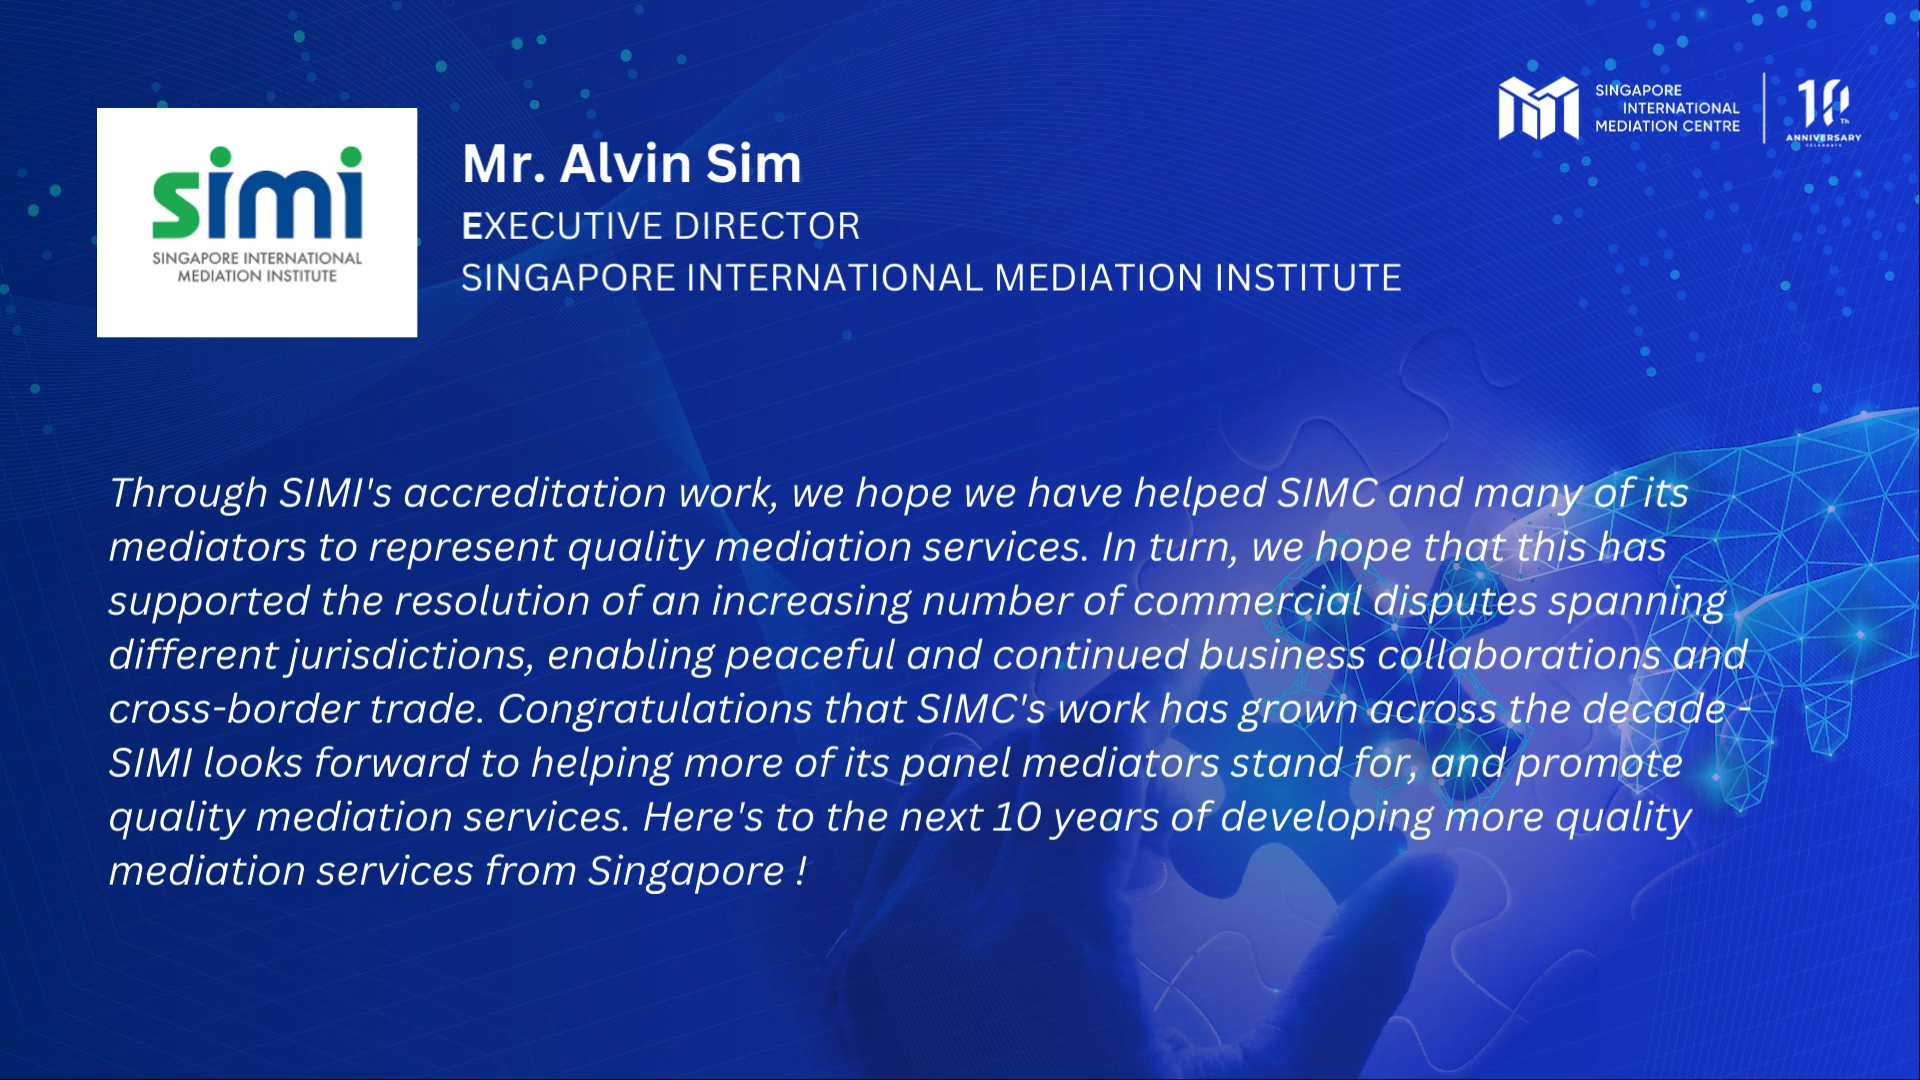 simi
SINGAPORE INTERNATIONAL
MEDIATION INSTITUTE
Mr. Alvin Sim
EXECUTIVE DIRECTOR
SINGAPORE INTERNATIONAL MEDIATION INSTITUTE
SINGAPORE
INTERNATIONAL
MEDIATION CENTRE
10Th
ANNIVERSARY
CELEBRATE
Through SIMI's accreditation work, we hope we have helped SIMC and many of its
mediators to represent quality mediation services. In turn, we hope that this has
supported the resolution of an increasing number of commercial disputes spanning
different jurisdictions, enabling peaceful and continued business collaborations and
cross-border trade. Congratulations that SIMC's work has grown across the decade -
SIMI looks forward to helping more of its panel mediators stand for, and promote
quality mediation services. Here's to the next 10 years of developing more quality
mediation services from Singapore !